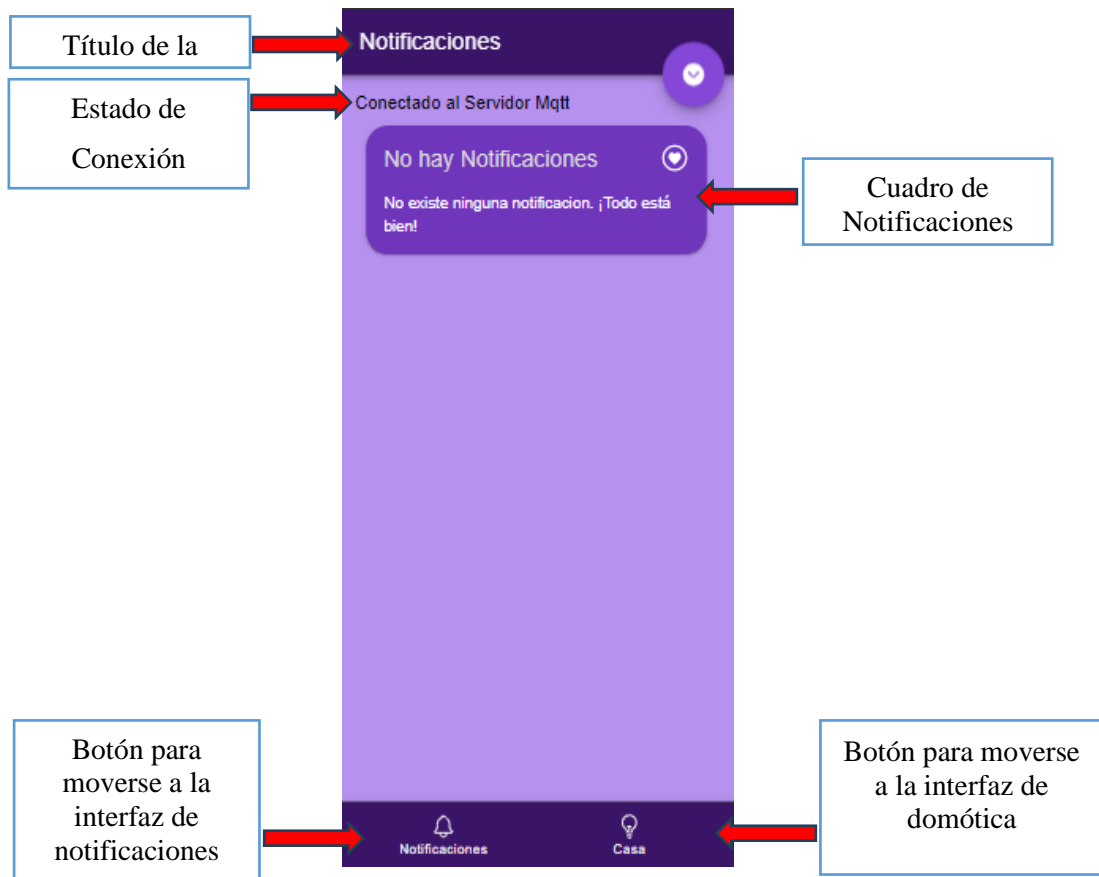 Título de la
Notificaciones
Estado de
Conexión
Conectado al Servidor Mqtt
No hay Notificaciones
No existe ninguna notificacion. ¡Todo está
bien!
Cuadro de
Notificaciones
Botón para
moverse a la
interfaz de
notificaciones
Notificaciones
Casa
Botón para moverse
a la interfaz de
domótica